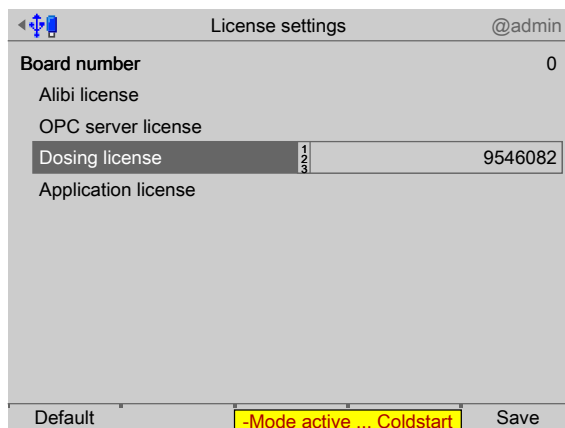 License settings @admin
Board number 0
Alibi license
OPC server license
Dosing license 1 2 3 9546082
Application license
Default -Mode active ... Coldstart Save